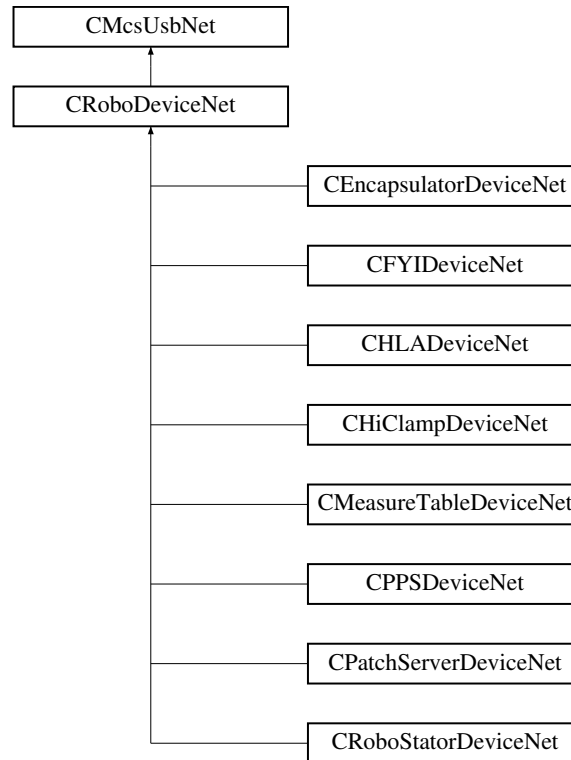 CMcsUsbNet
CRoboDeviceNet
CEncapsulatorDeviceNet
CFYIDeviceNet
CHLADeviceNet
CHiClampDeviceNet
CMeasureTableDeviceNet
CPPSDeviceNet
CPatchServerDeviceNet
CRoboStatorDeviceNet